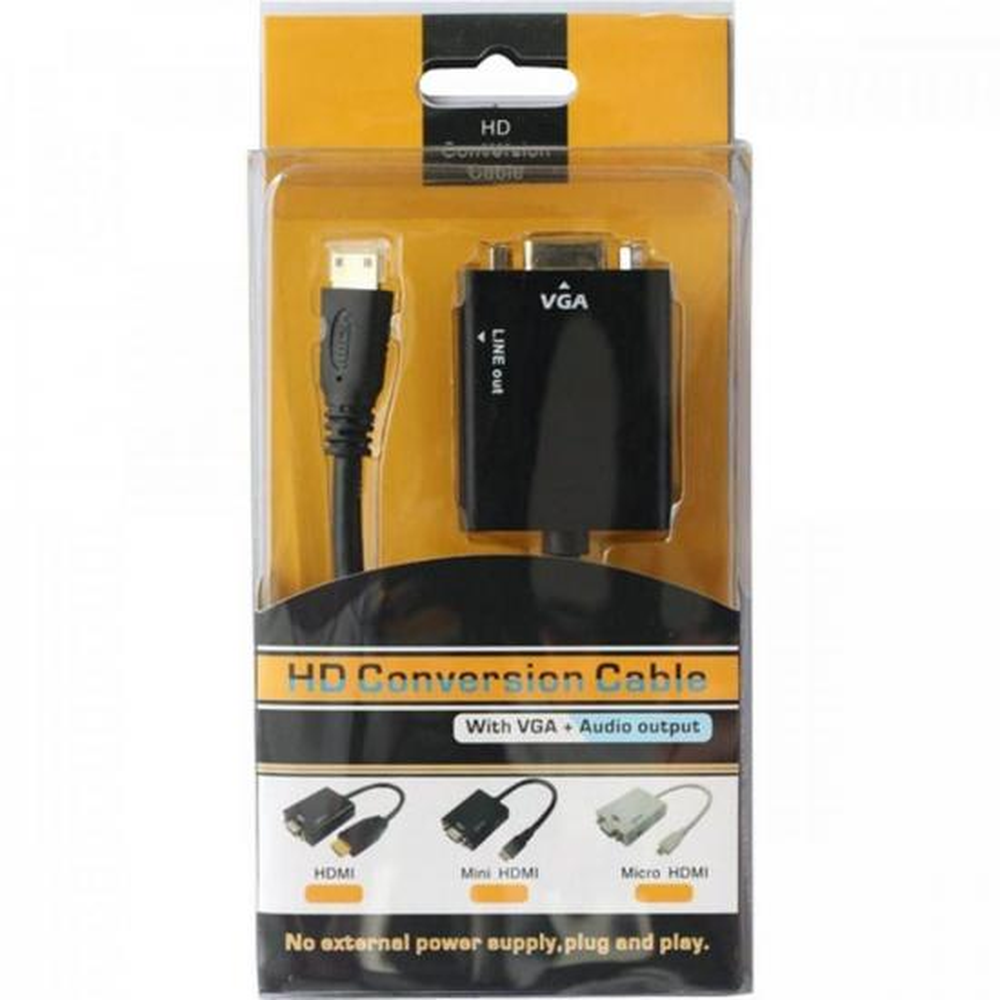 HD
Conversion
Cable
VGA
LINE out
HD Conversion Cable
With VGA + Audio output
HDMI
Mini HDMI
Micro HDMI
No external power supply,plug and play.